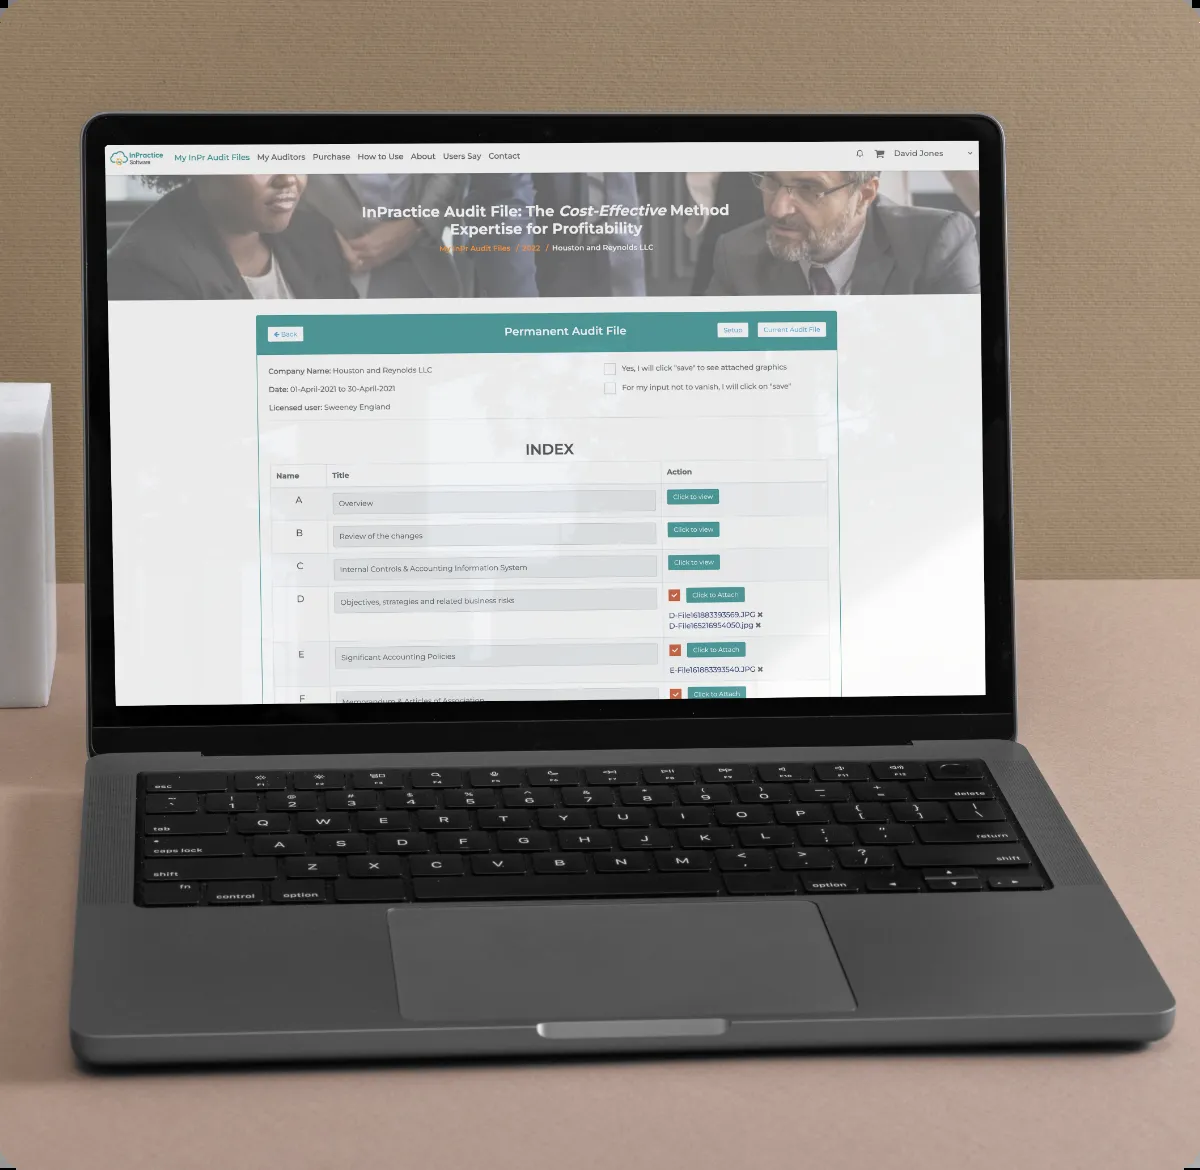 InPractice
Software
My InPr Audit Files My Auditors Purchase How to Use About Users Say Contact
David Jones
InPractice Audit File: The Cost-Effective Method
Expertise for Profitability
My InPr Audit Files / 2022 / Houston and Reynolds LLC
Back
Permanent Audit File
Setup
Current Audit File
Company Name: Houston and Reynolds LLC
Yes, I will click "save" to see attached graphics
Date: 01-April-2021 to 30-April-2021
For my input not to vanish, I will click on "save"
Licensed user: Sweeney England
INDEX
Name Title Action
A Overview Click to view
B Review of the changes Click to view
C Internal Controls & Accounting Information System Click to view
D Objectives, strategies and related business risks Click to Attach
D-File161883393569.JPG ✖
D-File165216954050.jpg ✖
E Significant Accounting Policies Click to Attach
E-File161883393540.JPG ✖
F Memorandum & Articles of Association Click to Attach
esc F1 F2 F3 F4 F5 F6 F7 F8 F9 F10 F11 F12
~ ` ! 1 @ 2 # 3 $ 4 % 5 ^ 6 & 7 * 8 ( 9 ) 0 — - + = delete
tab Q W E R T Y U I O P { [ } ] | \
caps lock A S D F G H J K L : ; " ' return
shift Z X C V B N M < , > . ? / shift
fn control option option